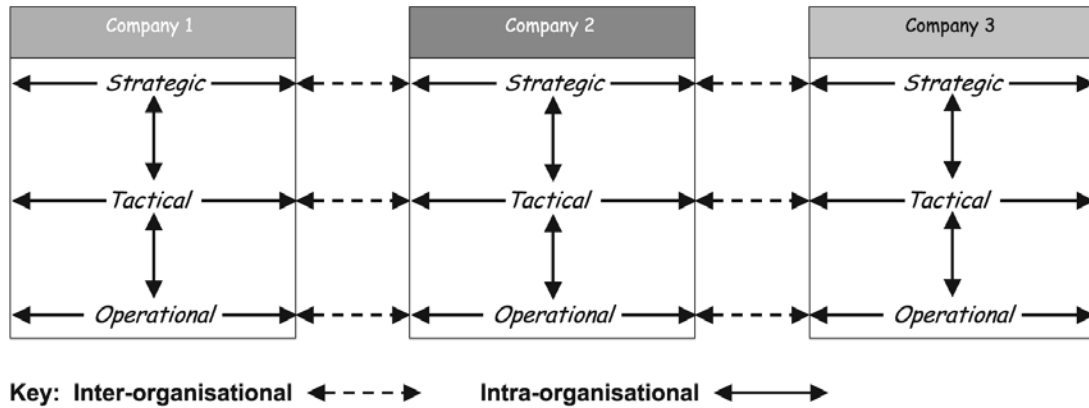 Company 1 Company 2 Company 3
Strategic Strategic Strategic
Tactical Tactical Tactical
Operational Operational Operational
Key: Inter-organisational Intra-organisational